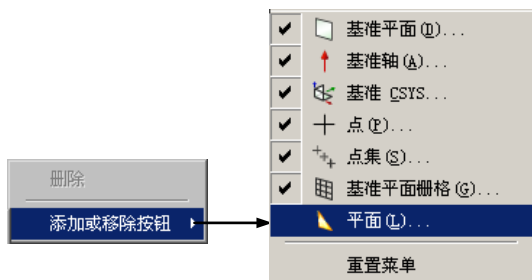 基准平面(D)...
基准轴(A)...
基准 CSYS...
点(P)...
点集(S)...
基准平面栅格(G)...
平面(L)...
重置菜单
删除
添加或移除按钮